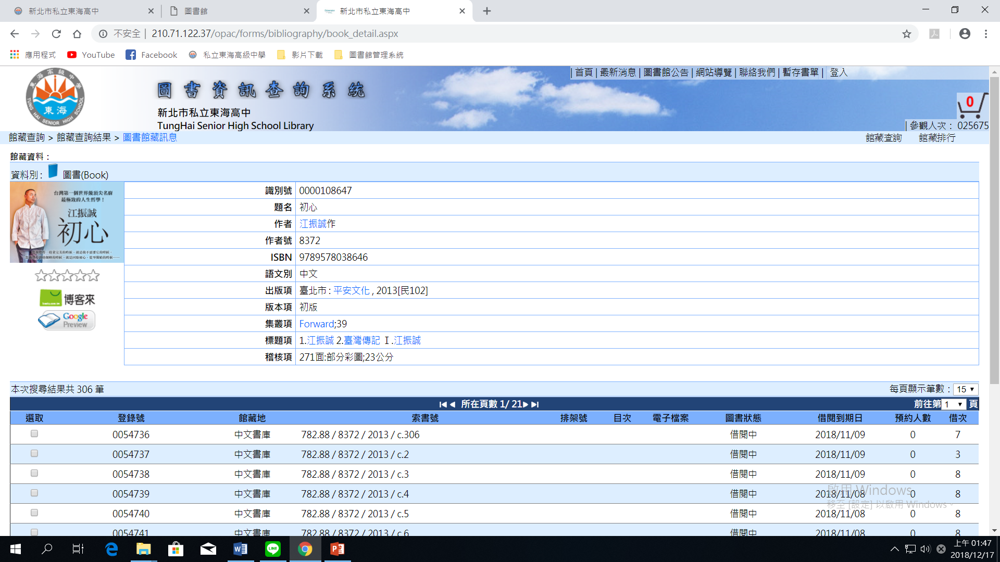 新北市私立東海高中
圖書館
新北市私立東海高中
不安全 | 210.71.122.37/opac/forms/bibliography/book_detail.aspx
應用程式 YouTube Facebook 私立東海高級中學 影片下載 圖書館管理系統
東海高級中學
東海
TUNG HAI SENIOR HIGH SCHOOL
圖書資訊查詢系統
新北市私立東海高中
TungHai Senior High School Library
| 首頁 | 最新消息 | 圖書館公告 | 網站導覽 | 聯絡我們 | 暫存書單 | 登入
0
| 參觀人次： 025675
館藏查詢 > 館藏查詢結果 > 圖書館藏訊息
館藏查詢 館藏排行
館藏資料：
資料別: 圖書(Book)
台灣第一個世界級頂尖名廚
最極致的人生哲學！
江振誠
初心
博客來
Google
Preview
識別號 0000108647
題名 初心
作者 江振誠作
作者號 8372
ISBN 9789578038646
語文別 中文
出版項 臺北市 : 平安文化 , 2013[民102]
版本項 初版
集叢項 Forward;39
標題項 1.江振誠 2.臺灣傳記 Ⅰ.江振誠
稽核項 271面:部分彩圖;23公分
本次搜尋結果共 306 筆
每頁顯示筆數： 15
所在頁數 1/ 21
前往第 1 頁
選取 登錄號 館藏地 索書號 排架號 目次 電子檔案 圖書狀態 借閱到期日 預約人數 借次
0054736 中文書庫 782.88 / 8372 / 2013 / c.306 借閱中 2018/11/09 0 7
0054737 中文書庫 782.88 / 8372 / 2013 / c.2 借閱中 2018/11/09 0 3
0054738 中文書庫 782.88 / 8372 / 2013 / c.3 借閱中 2018/11/09 0 8
0054739 中文書庫 782.88 / 8372 / 2013 / c.4 借閱中 2018/11/08 0 8
0054740 中文書庫 782.88 / 8372 / 2013 / c.5 借閱中 2018/11/08 0 8
0054741 中文書庫 782.88 / 8372 / 2013 / c.6 借閱中 2018/11/08 0 8
啟用 Windows
移至 [設定] 以啟用 Windows。
上午 01:47
2018/12/17